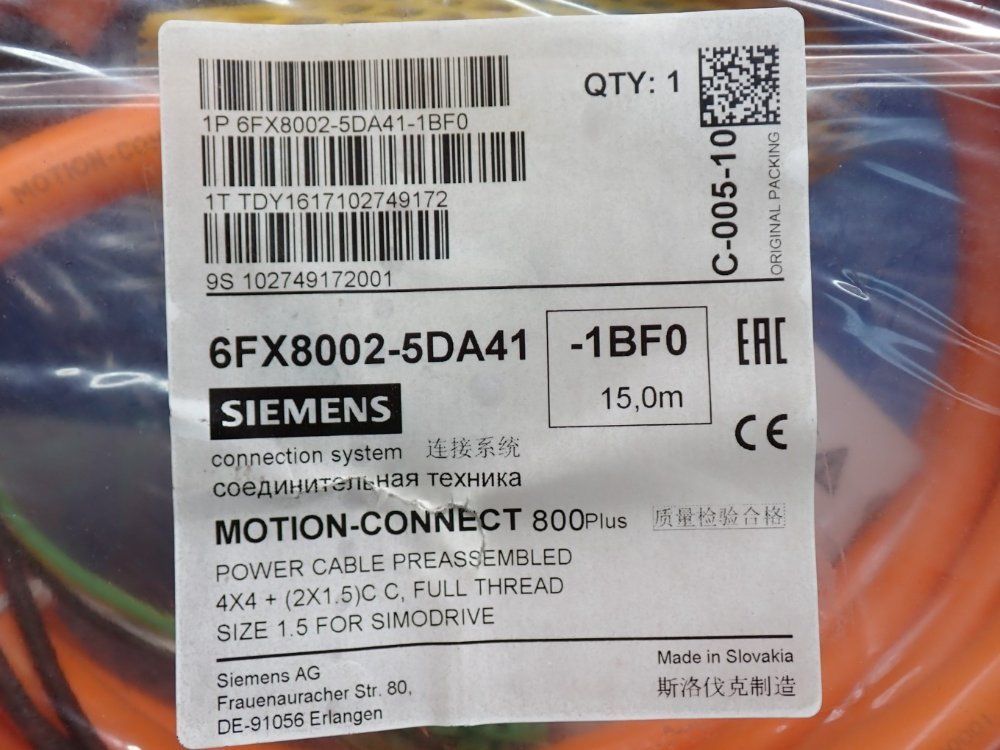 QTY: 1
1P 6FX8002-5DA41-1BF0
1T TDY1617102749172
9S 102749172001
C-005-10
ORIGINAL PACKING
6FX8002-5DA41
-1BF0
15,0m
EAC
SIEMENS
CE
connection system 连接系统
соединительная техника
MOTION-CONNECT 800Plus 质量检验合格
POWER CABLE PREASSEMBLED
4X4 + (2X1.5)C C, FULL THREAD
SIZE 1.5 FOR SIMODRIVE
Siemens AG
Frauenauracher Str. 80,
DE-91056 Erlangen
Made in Slovakia
斯洛伐克制造
MOTION-CO